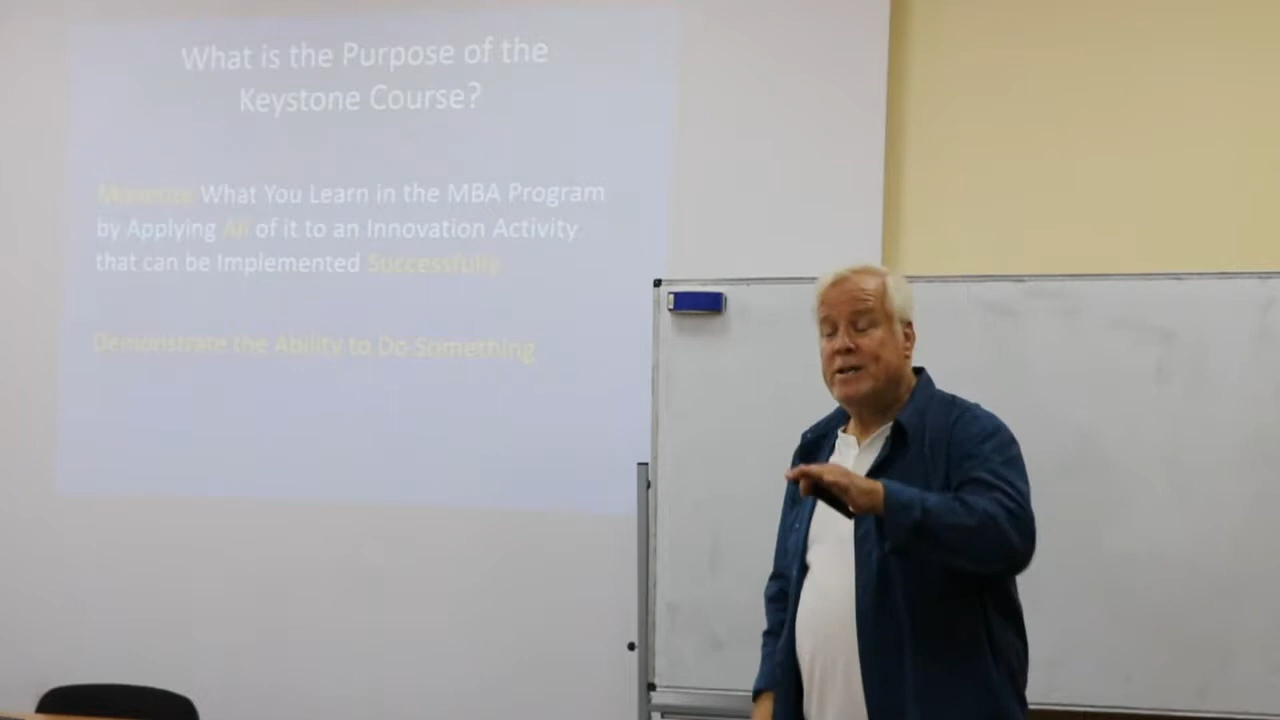 What is the Purpose of the
Keystone Course?
Monetize What You Learn in the MBA Program
by Applying All of it to an Innovation Activity
that can be Implemented Successfully
Demonstrate the Ability to Do Something